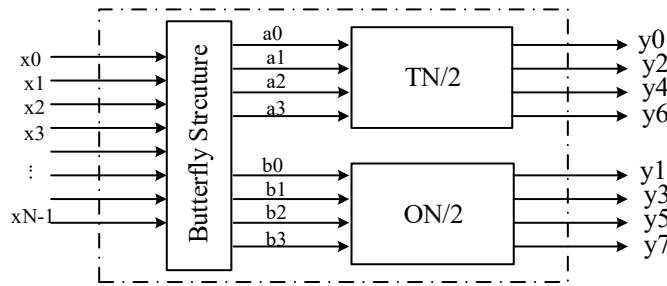 x0
x1
x2
x3
⋮
xN-1
Butterfly Strcuture
a0
a1
a2
a3
b0
b1
b2
b3
TN/2
ON/2
y0
y2
y4
y6
y1
y3
y5
y7